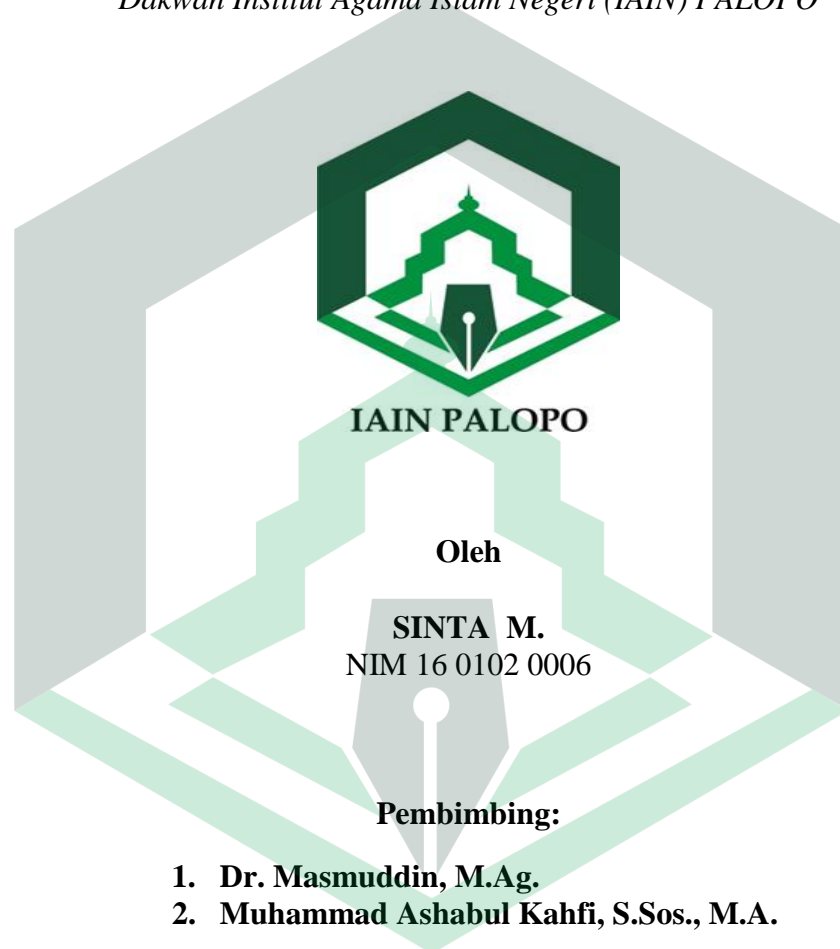 Dakwah Institut Agama Islam Negeri (IAIN) PALOPO
IAIN PALOPO
Oleh
SINTA M.
NIM 16 0102 0006
Pembimbing:
1. Dr. Masmuddin, M.Ag.
2. Muhammad Ashabul Kahfi, S.Sos., M.A.